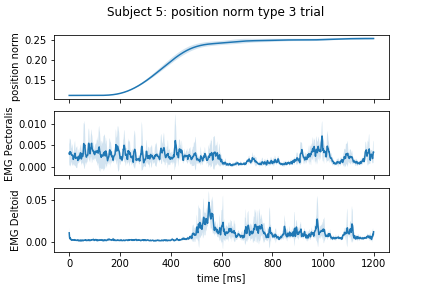 Subject 5: position norm type 3 trial
position norm
0.25
0.20
0.15
EMG Pectoralis
0.010
0.005
0.000
EMG Deltoid
0.05
0.00
0 200 400 600 800 1000 1200
time [ms]